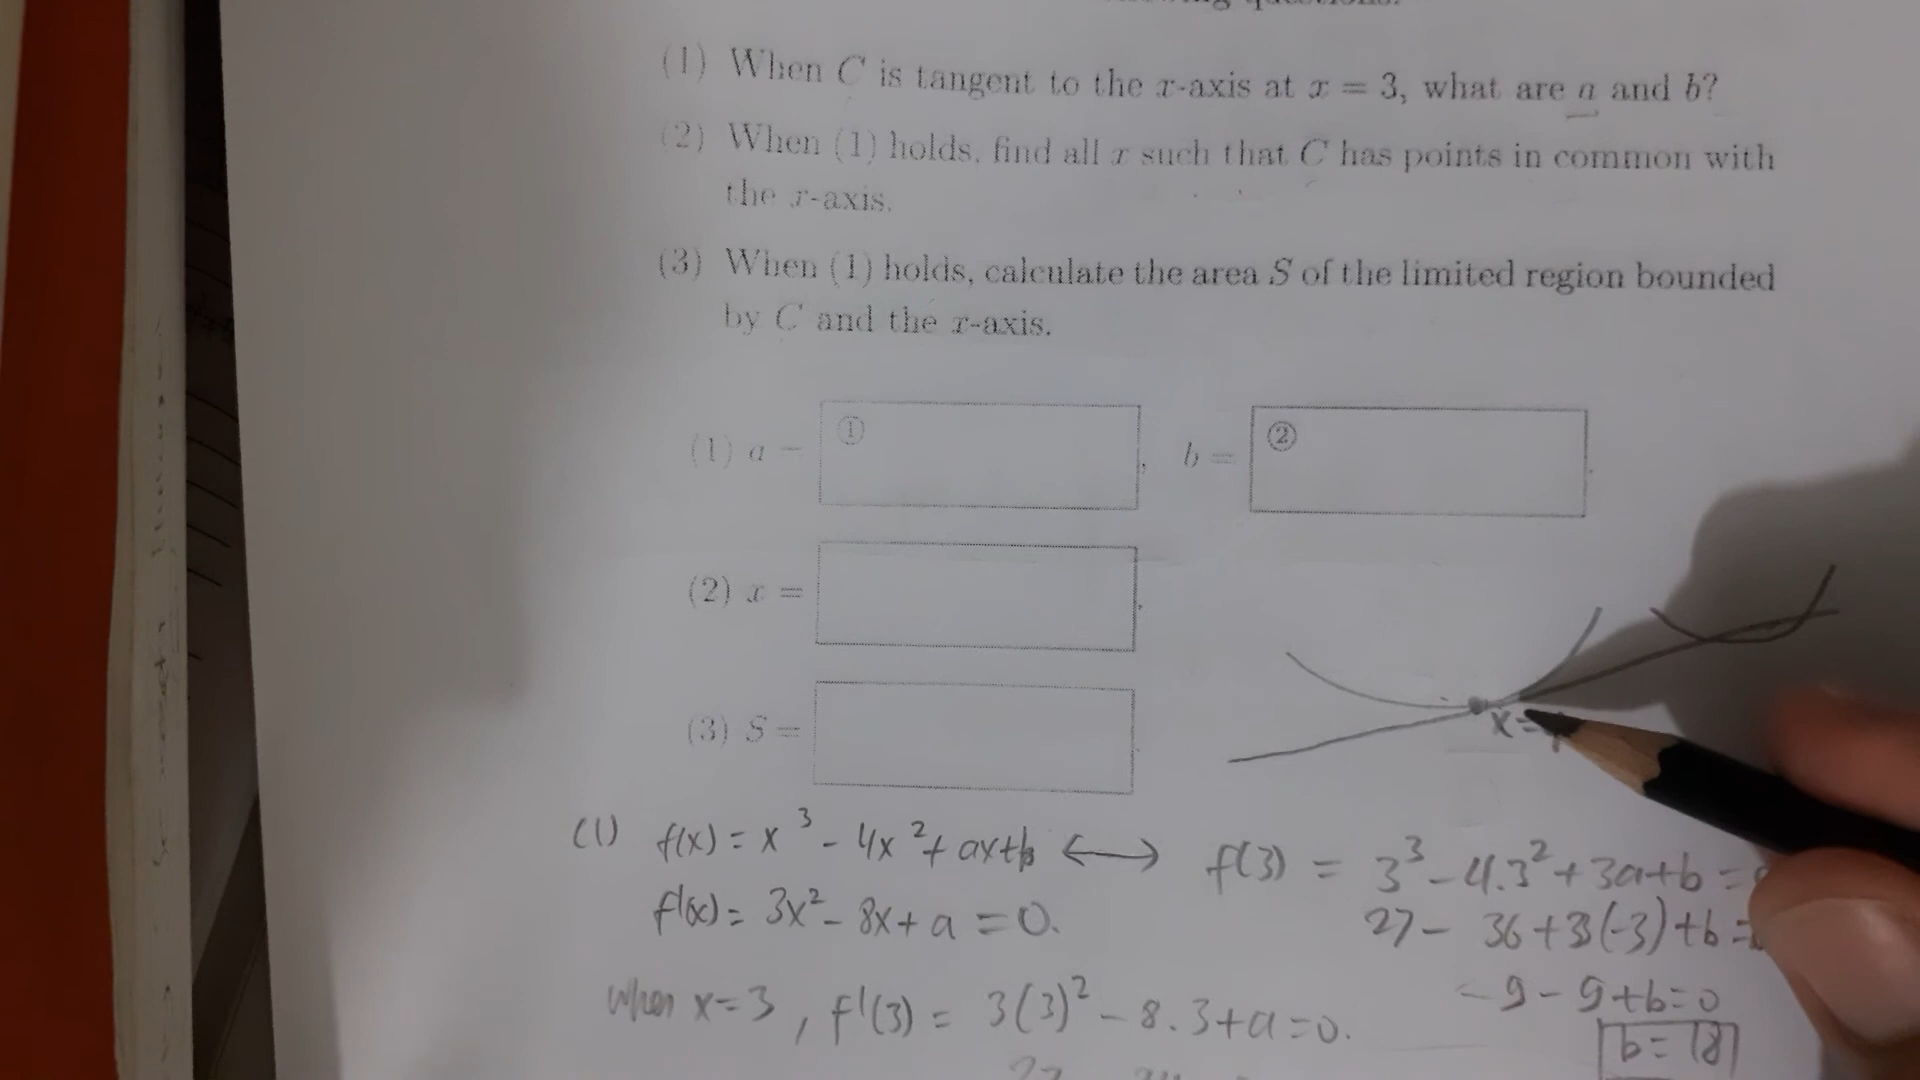 questions.
(1) When C is tangent to the x-axis at x = 3, what are a and b?
(2) When (1) holds, find all x such that C has points in common with
the x-axis.
(3) When (1) holds, calculate the area S of the limited region bounded
by C and the x-axis.
(1) a = ① , b = ② .
(2) x = .
(3) S = .
x=
(1) f(x) = x³ - 4x² + ax+b ⟷ f(3) = 3³ - 4.3² + 3a+b =
f'(x) = 3x² - 8x + a = 0.
27 - 36 + 3(-3) + b =
-9 - 9 + b = 0
when x = 3 , f'(3) = 3(3)² - 8.3 + a = 0.
b = 18